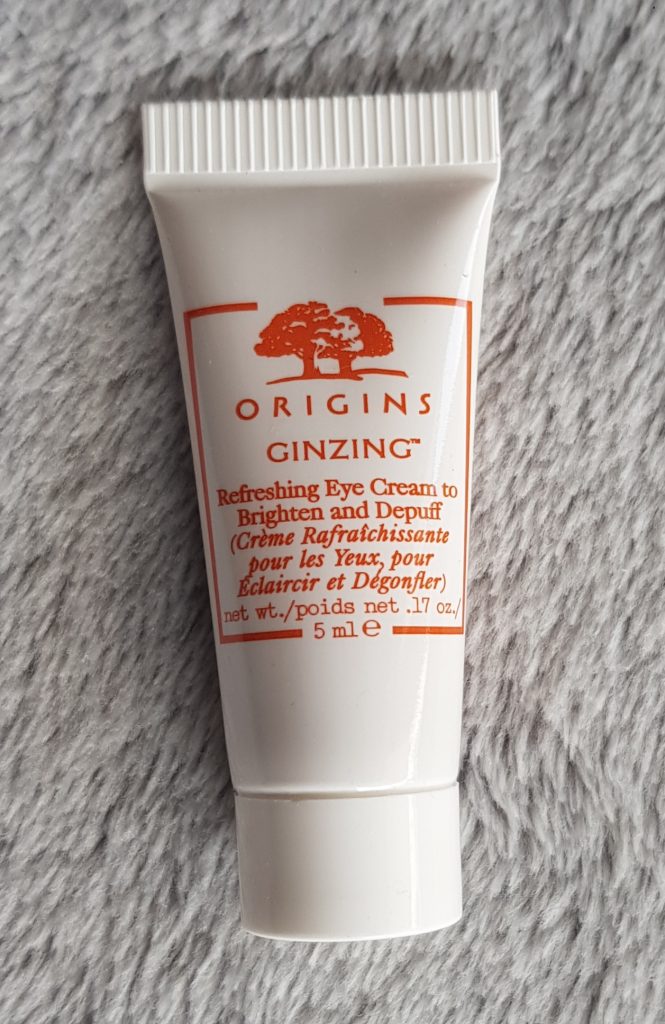 ORIGINS
GINZING™
Refreshing Eye Cream to
Brighten and Depuff
(Crème Rafraîchissante
pour les Yeux, pour
Éclaircir et Dégonfler)
net wt./poids net .17 oz./
5 ml ℮